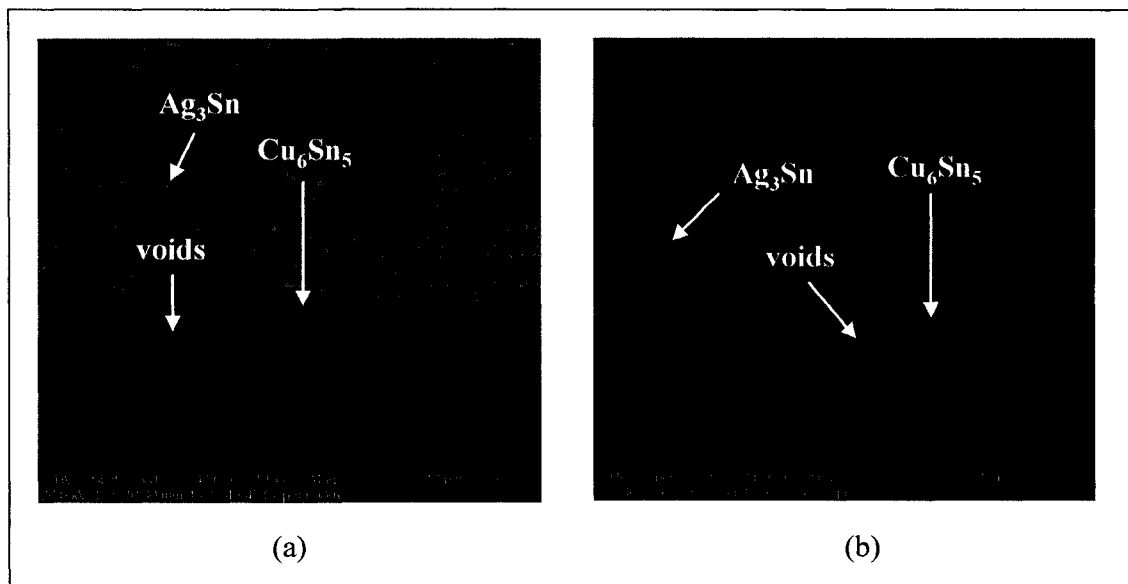 Ag₃Sn
Cu₆Sn₅
voids
Ag₃Sn
Cu₆Sn₅
voids
(a)
(b)